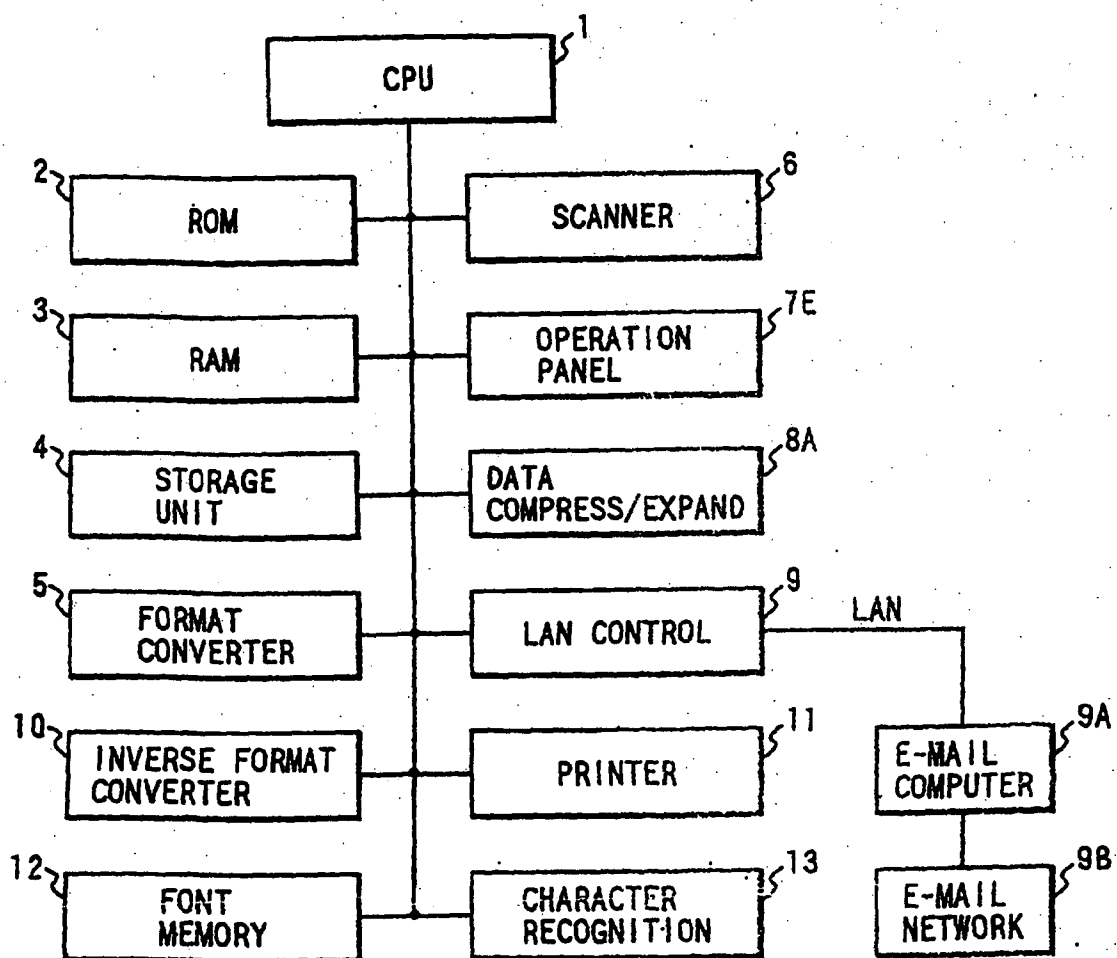 1
CPU
2
ROM
6
SCANNER
3
RAM
7E
OPERATION
PANEL
4
STORAGE
UNIT
8A
DATA
COMPRESS/EXPAND
5
FORMAT
CONVERTER
9
LAN CONTROL
LAN
10
INVERSE FORMAT
CONVERTER
11
PRINTER
9A
E-MAIL
COMPUTER
12
FONT
MEMORY
13
CHARACTER
RECOGNITION
9B
E-MAIL
NETWORK